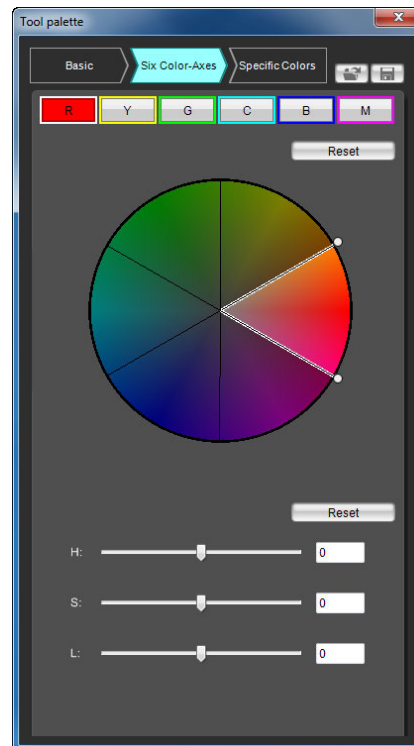 Tool palette
Basic Six Color-Axes Specific Colors
R Y G C B M
Reset
Reset
H: 0
S: 0
L: 0